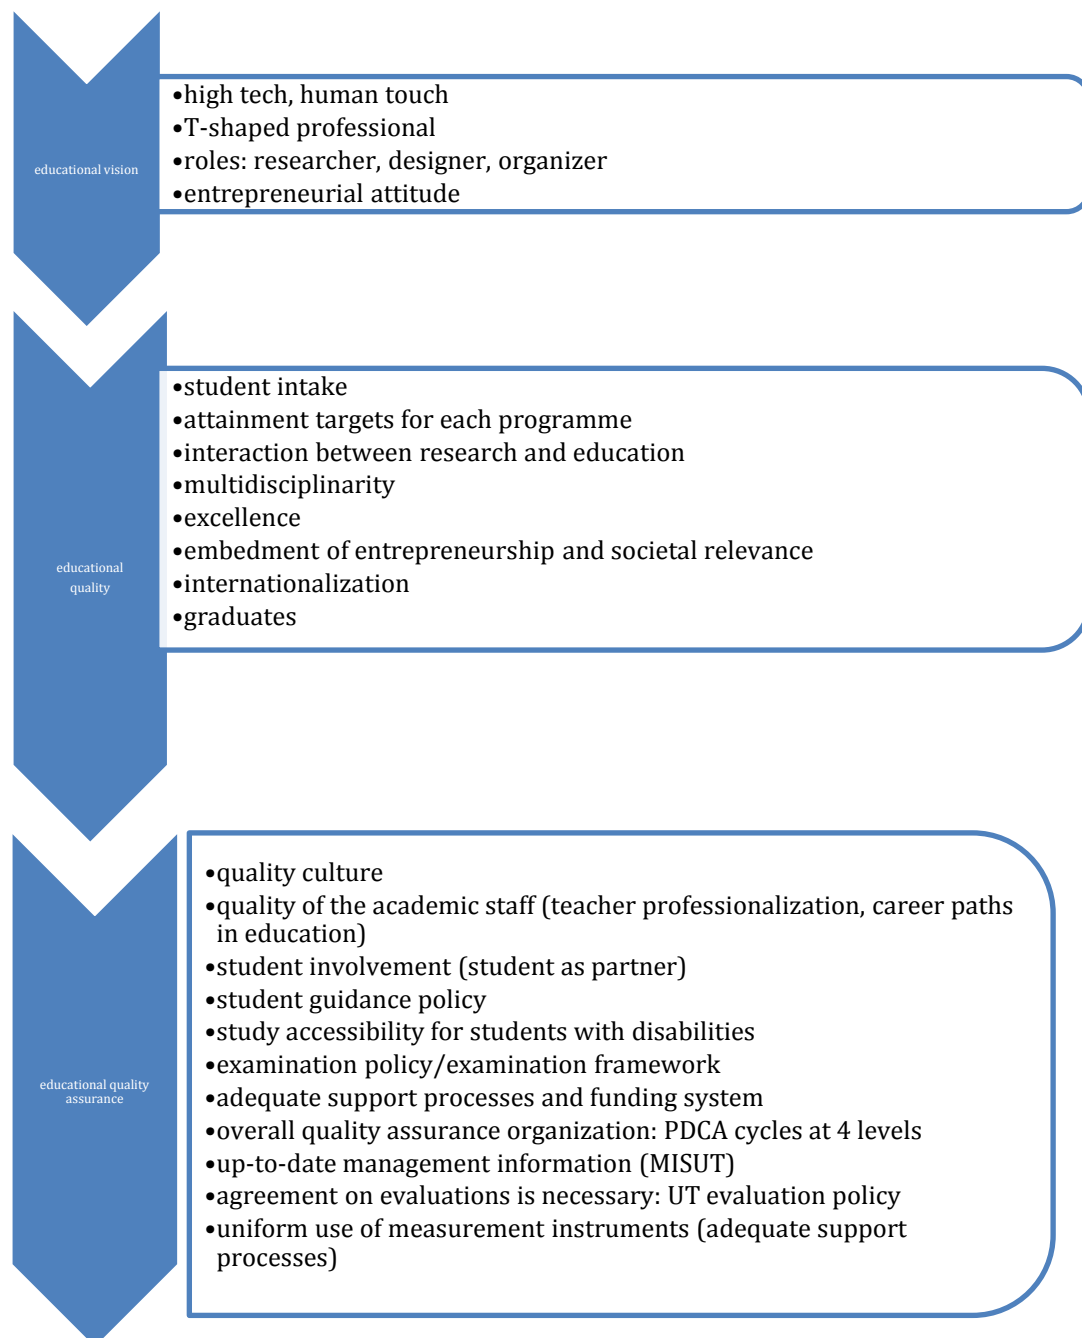 educational vision
•high tech, human touch
•T-shaped professional
•roles: researcher, designer, organizer
•entrepreneurial attitude
educational
quality
•student intake
•attainment targets for each programme
•interaction between research and education
•multidisciplinarity
•excellence
•embedment of entrepreneurship and societal relevance
•internationalization
•graduates
educational quality
assurance
•quality culture
•quality of the academic staff (teacher professionalization, career paths
in education)
•student involvement (student as partner)
•student guidance policy
•study accessibility for students with disabilities
•examination policy/examination framework
•adequate support processes and funding system
•overall quality assurance organization: PDCA cycles at 4 levels
•up-to-date management information (MISUT)
•agreement on evaluations is necessary: UT evaluation policy
•uniform use of measurement instruments (adequate support
processes)